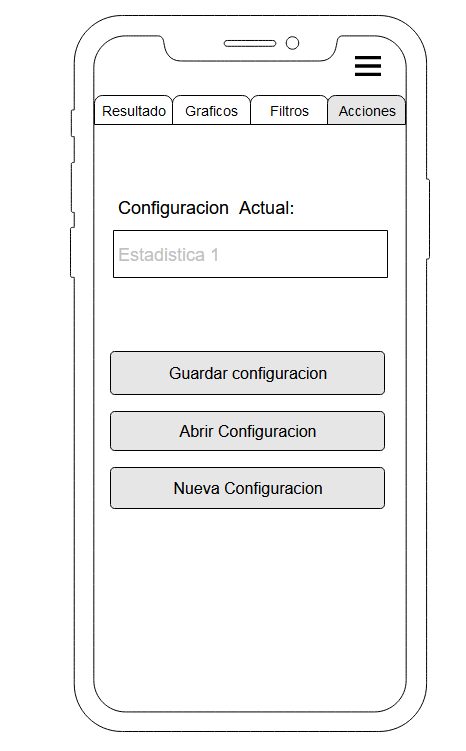 Resultado Graficos Filtros Acciones
Configuracion Actual:
Estadistica 1
Guardar configuracion
Abrir Configuracion
Nueva Configuracion